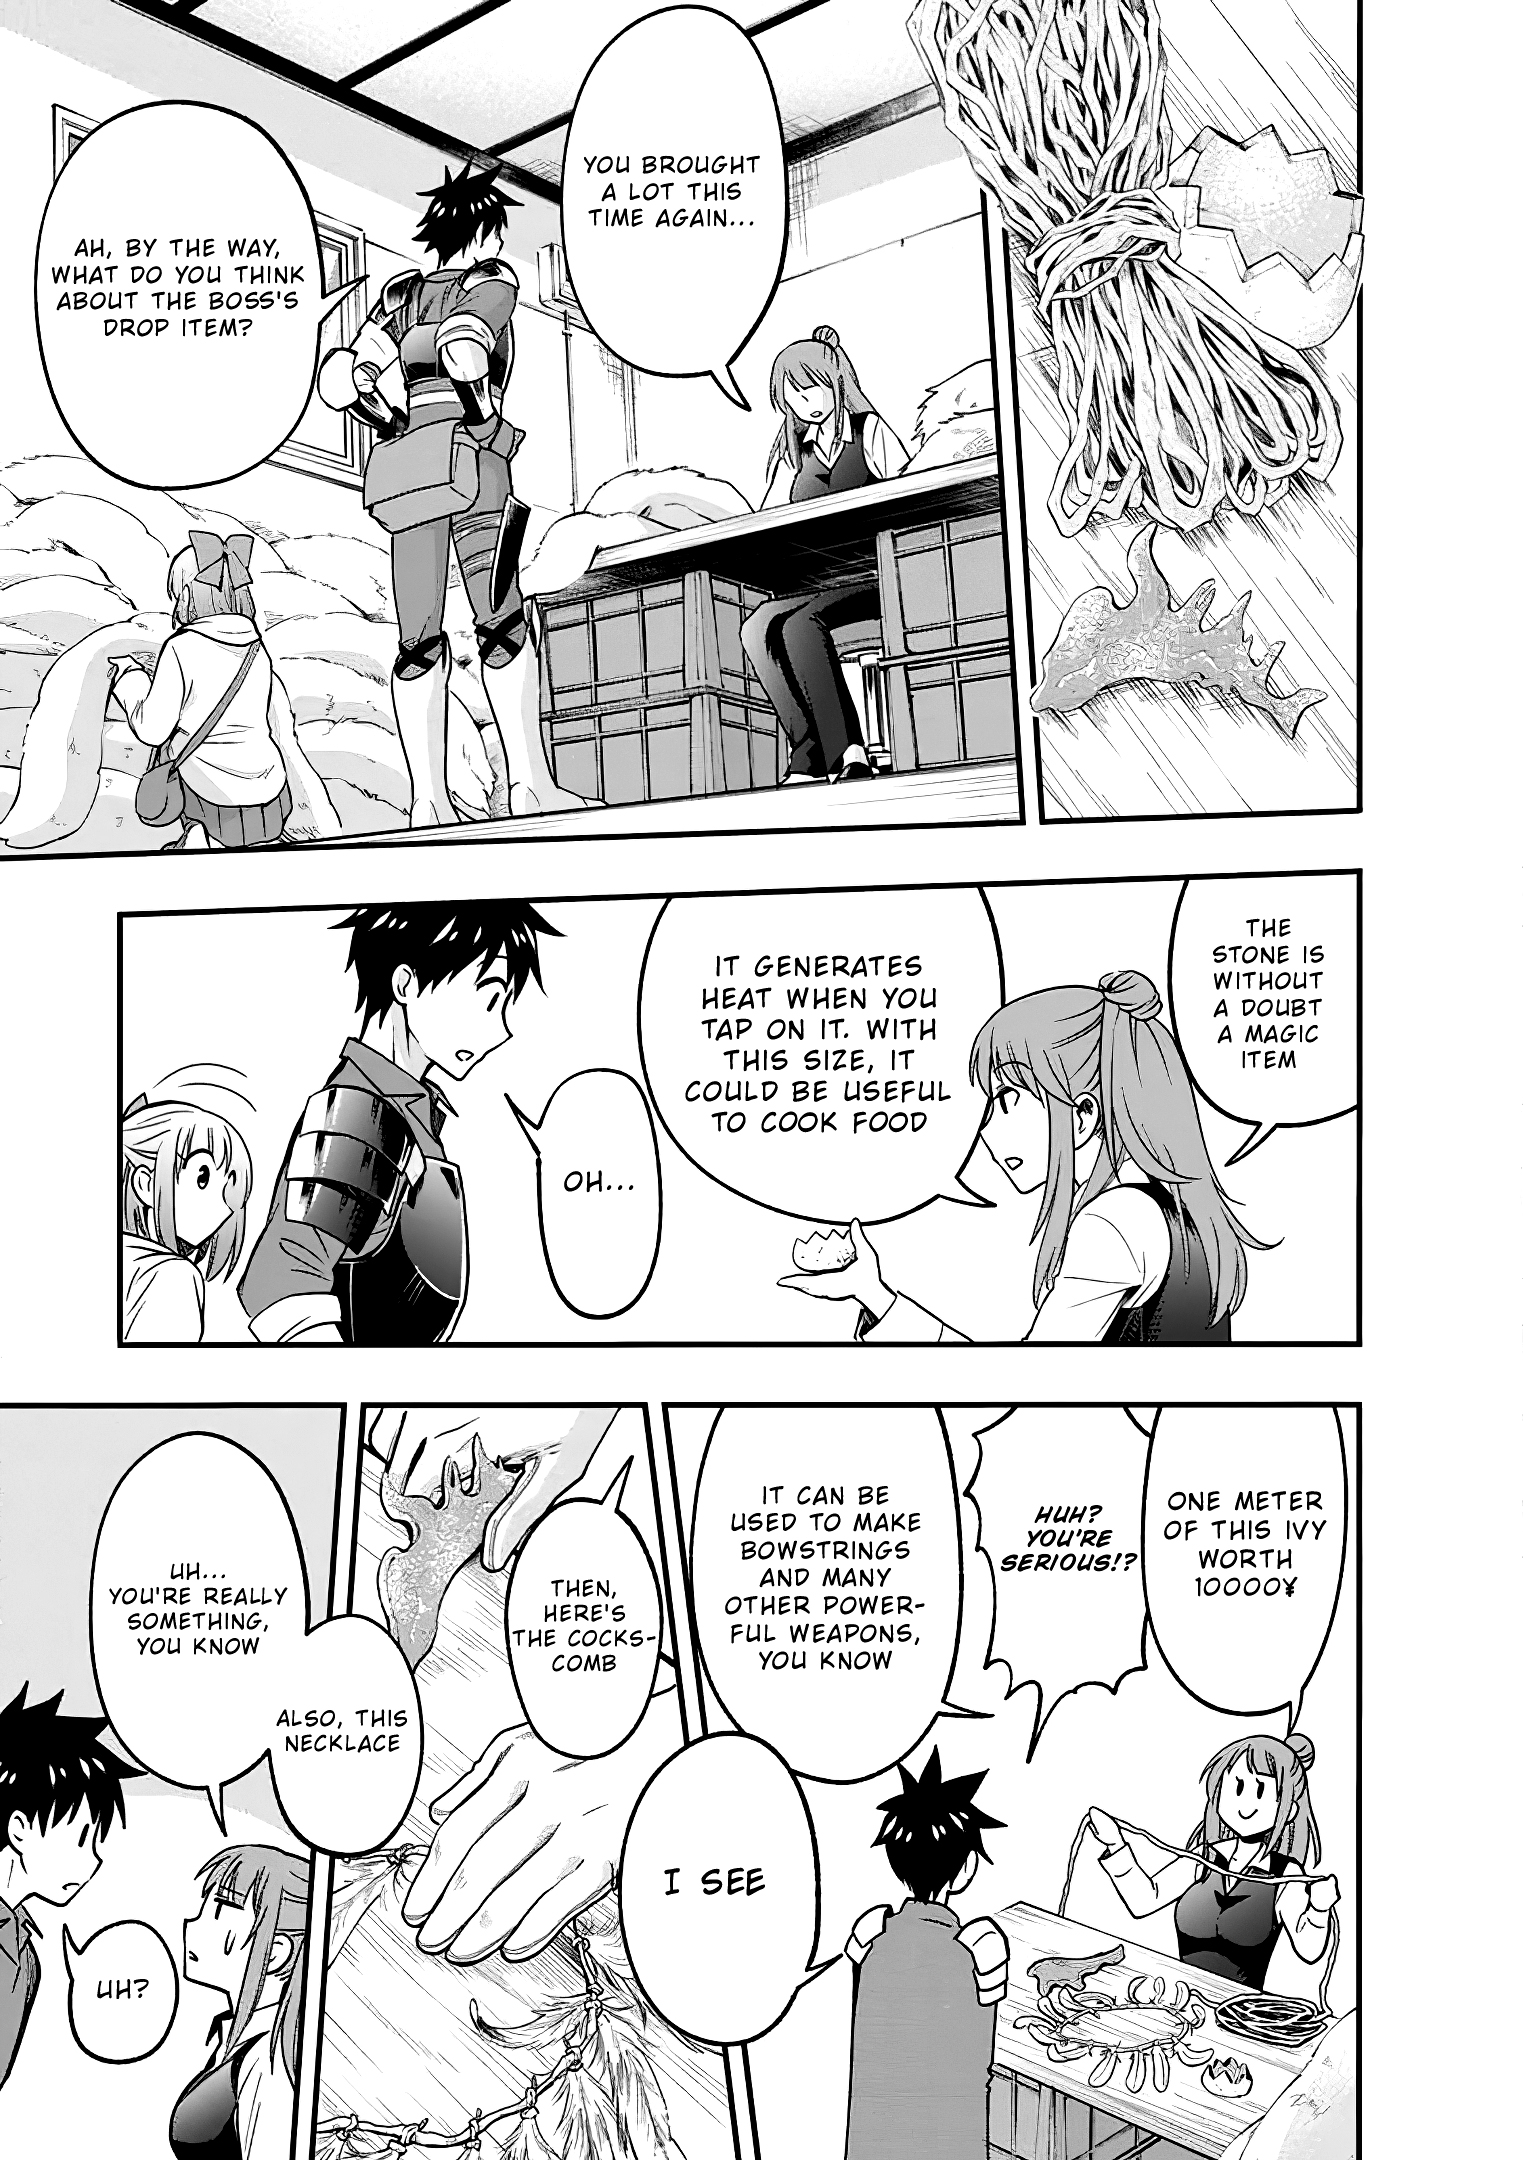 YOU BROUGHT
A LOT THIS
TIME AGAIN...
AH, BY THE WAY,
WHAT DO YOU THINK
ABOUT THE BOSS'S
DROP ITEM?
THE
STONE IS
WITHOUT
A DOUBT
A MAGIC
ITEM
IT GENERATES
HEAT WHEN YOU
TAP ON IT. WITH
THIS SIZE, IT
COULD BE USEFUL
TO COOK FOOD
OH...
ONE METER
OF THIS IVY
WORTH
10000¥
HUH?
YOU'RE
SERIOUS!?
IT CAN BE
USED TO MAKE
BOWSTRINGS
AND MANY
OTHER POWER-
FUL WEAPONS,
YOU KNOW
I SEE
THEN,
HERE'S
THE COCKS-
COMB
ALSO, THIS
NECKLACE
UH...
YOU'RE REALLY
SOMETHING,
YOU KNOW
UH?